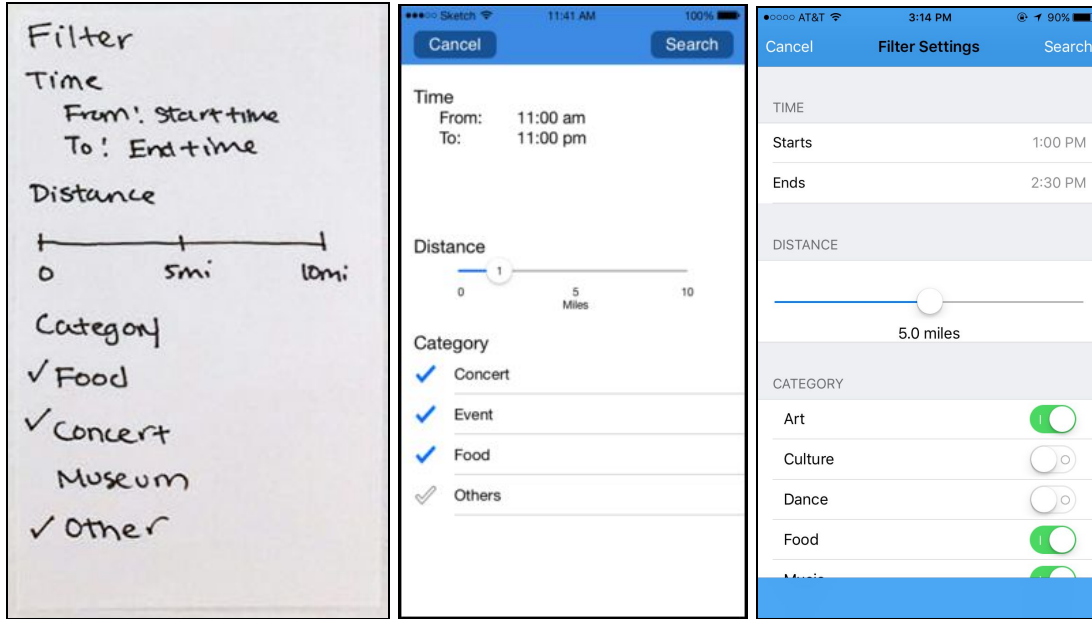 Filter
Time
From: Start time
To: End time
Distance
0 5mi 10mi
Category
✓ Food
✓ Concert
Museum
✓ Other
Sketch 11:41 AM 100%
Cancel Search
Time
From: 11:00 am
To: 11:00 pm
Distance
1
0 5 10
Miles
Category
Concert
Event
Food
Others
AT&T 3:14 PM 90%
Cancel Filter Settings Search
TIME
Starts 1:00 PM
Ends 2:30 PM
DISTANCE
5.0 miles
CATEGORY
Art
Culture
Dance
Food
Music